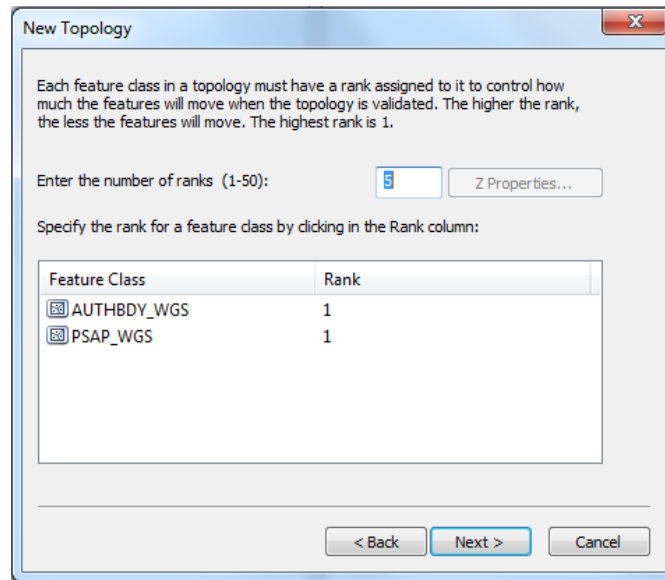 New Topology
Each feature class in a topology must have a rank assigned to it to control how
much the features will move when the topology is validated. The higher the rank,
the less the features will move. The highest rank is 1.
Enter the number of ranks (1-50): 5 Z Properties...
Specify the rank for a feature class by clicking in the Rank column:
Feature Class Rank
AUTHBDY_WGS 1
PSAP_WGS 1
< Back Next > Cancel